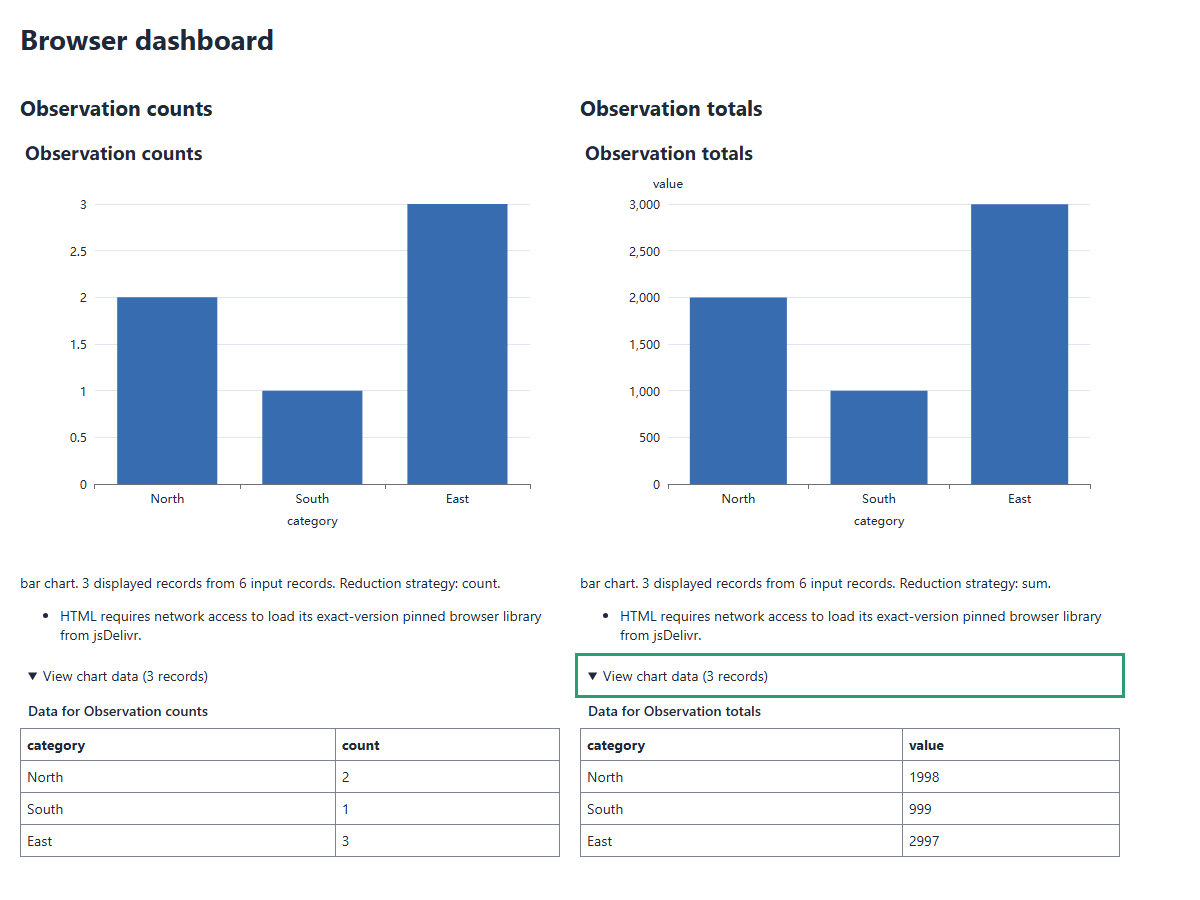 Browser dashboard
Observation counts
Observation counts
3
2.5
2
1.5
1
0.5
0
North South East
category
bar chart. 3 displayed records from 6 input records. Reduction strategy: count.
• HTML requires network access to load its exact-version pinned browser library
from jsDelivr.
▼ View chart data (3 records)
Data for Observation counts
category count
North 2
South 1
East 3
Observation totals
Observation totals
value
3,000
2,500
2,000
1,500
1,000
500
0
North South East
category
bar chart. 3 displayed records from 6 input records. Reduction strategy: sum.
• HTML requires network access to load its exact-version pinned browser library
from jsDelivr.
▼ View chart data (3 records)
Data for Observation totals
category value
North 1998
South 999
East 2997